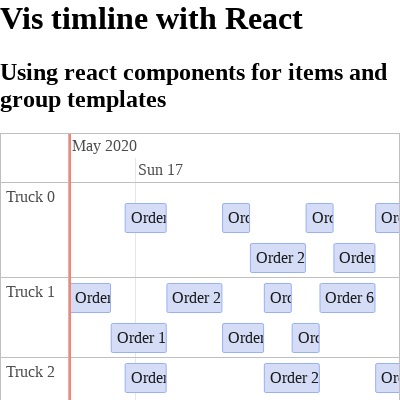 Vis timline with React
Using react components for items and
group templates
May 2020
Sun 17
Truck 0
Order Orc Orc Or
Order 2 Order
Truck 1
Order Order 2 Orc Order 6
Order 1 Order Orc
Truck 2
Order Order 2 Or